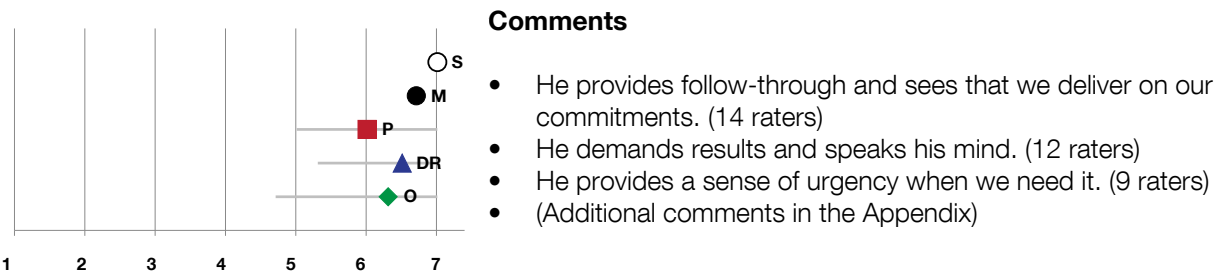 Comments
S
M
P
DR
O
1 2 3 4 5 6 7
• He provides follow-through and sees that we deliver on our
commitments. (14 raters)
• He demands results and speaks his mind. (12 raters)
• He provides a sense of urgency when we need it. (9 raters)
• (Additional comments in the Appendix)